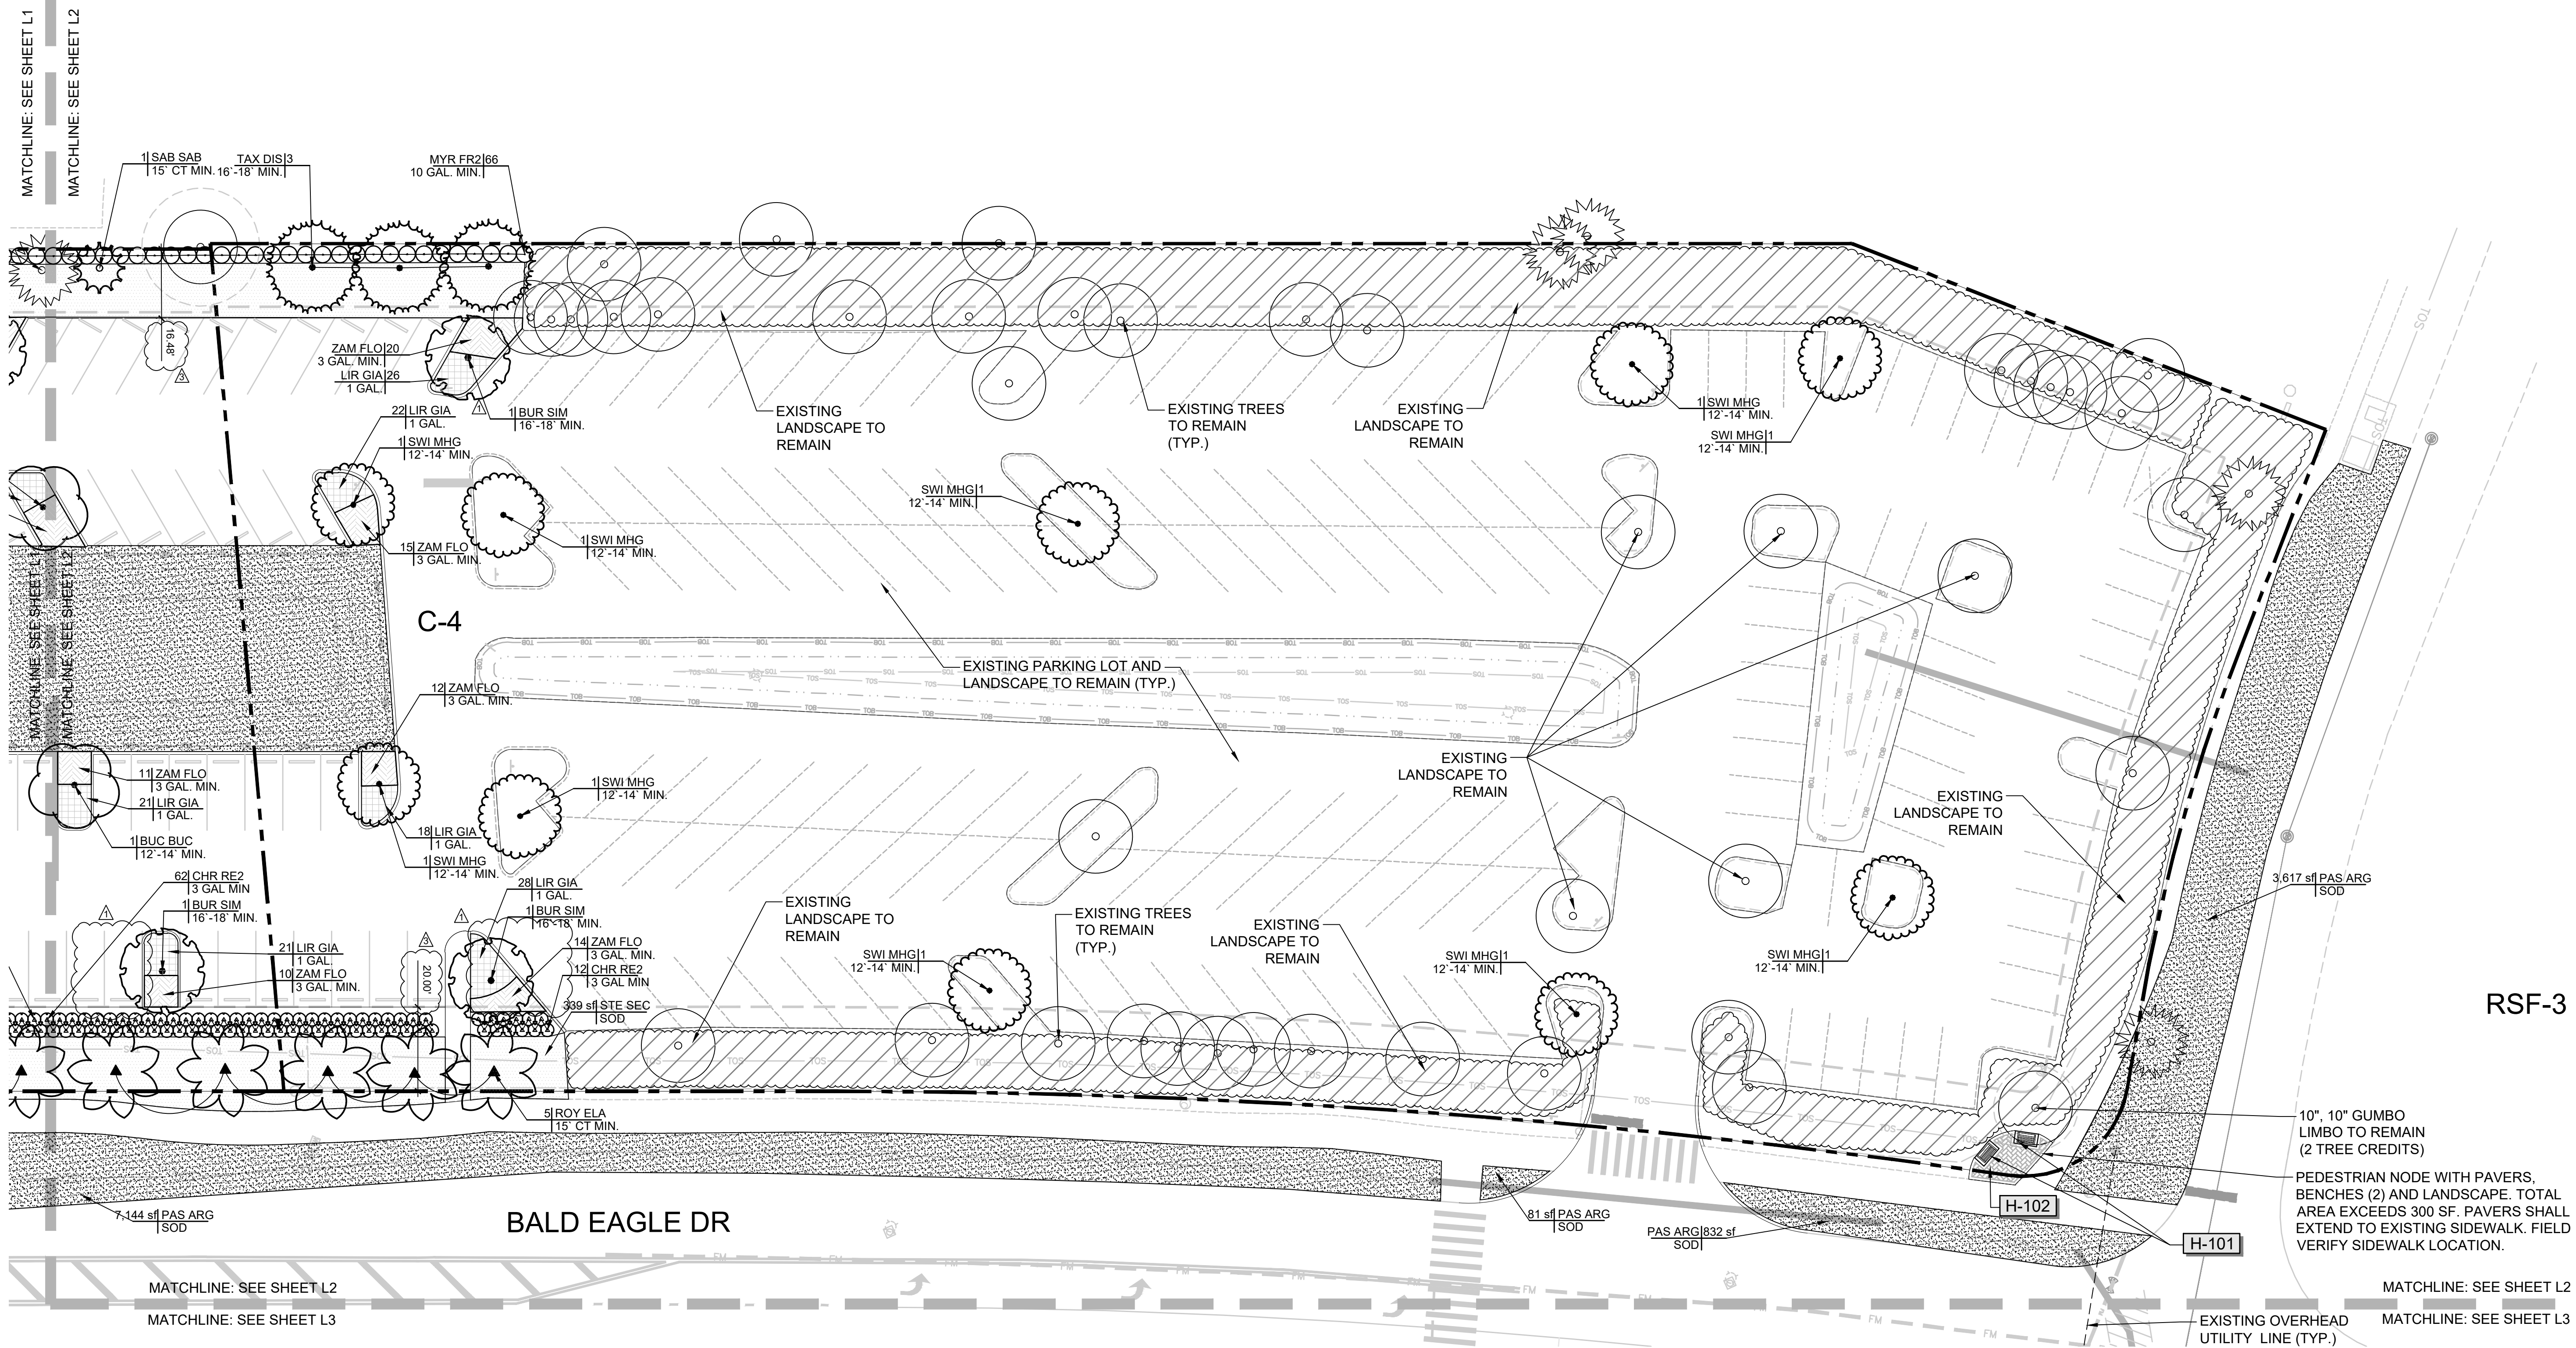 MATCHLINE: SEE SHEET L1
MATCHLINE: SEE SHEET L2
1 SAB SAB
15` CT MIN.
TAX DIS 3
16`-18` MIN.
MYR FR2 66
10 GAL. MIN.
16.48'
3
ZAM FLO 20
3 GAL. MIN.
LIR GIA 26
1 GAL.
1
1 BUR SIM
16`-18` MIN.
22 LIR GIA
1 GAL.
1 SWI MHG
12`-14` MIN.
15 ZAM FLO
3 GAL. MIN.
1 SWI MHG
12`-14` MIN.
EXISTING
LANDSCAPE TO
REMAIN
SWI MHG 1
12`-14` MIN.
EXISTING TREES
TO REMAIN
(TYP.)
EXISTING
LANDSCAPE TO
REMAIN
1 SWI MHG
12`-14` MIN.
SWI MHG 1
12`-14` MIN.
TOS
TOS
MATCHLINE: SEE SHEET L1
MATCHLINE: SEE SHEET L2
C-4
EXISTING PARKING LOT AND
LANDSCAPE TO REMAIN (TYP.)
TOB
TOS
12 ZAM FLO
3 GAL. MIN.
11 ZAM FLO
3 GAL. MIN.
21 LIR GIA
1 GAL.
1 BUC BUC
12`-14` MIN.
18 LIR GIA
1 GAL.
1 SWI MHG
12`-14` MIN.
1 SWI MHG
12`-14` MIN.
EXISTING
LANDSCAPE TO
REMAIN
EXISTING
LANDSCAPE TO
REMAIN
62 CHR RE2
3 GAL MIN
1 BUR SIM
16`-18` MIN.
1
21 LIR GIA
1 GAL.
10 ZAM FLO
3 GAL. MIN.
3
20.00'
1
28 LIR GIA
1 GAL.
1 BUR SIM
16`-18` MIN.
14 ZAM FLO
3 GAL. MIN.
12 CHR RE2
3 GAL MIN
339 sf STE SEC
SOD
EXISTING
LANDSCAPE TO
REMAIN
SWI MHG 1
12`-14` MIN.
EXISTING TREES
TO REMAIN
(TYP.)
EXISTING
LANDSCAPE TO
REMAIN
SWI MHG 1
12`-14` MIN.
SWI MHG 1
12`-14` MIN.
3,617 sf PAS ARG
SOD
RSF-3
5 ROY ELA
15` CT MIN.
7,144 sf PAS ARG
SOD
BALD EAGLE DR
81 sf PAS ARG
SOD
PAS ARG 832 sf
SOD
10", 10" GUMBO
LIMBO TO REMAIN
(2 TREE CREDITS)
PEDESTRIAN NODE WITH PAVERS,
BENCHES (2) AND LANDSCAPE. TOTAL
AREA EXCEEDS 300 SF. PAVERS SHALL
EXTEND TO EXISTING SIDEWALK. FIELD
VERIFY SIDEWALK LOCATION.
H-102
H-101
FM
MATCHLINE: SEE SHEET L2
MATCHLINE: SEE SHEET L3
MATCHLINE: SEE SHEET L2
MATCHLINE: SEE SHEET L3
EXISTING OVERHEAD
UTILITY LINE (TYP.)